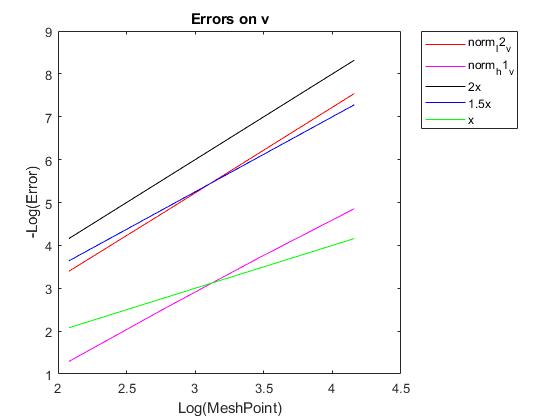 Errors on v
9
8
7
6
5
4
3
2
1
2
2.5
3
3.5
4
4.5
-Log(Error)
Log(MeshPoint)
norm_l2_v
norm_h1_v
2x
1.5x
x